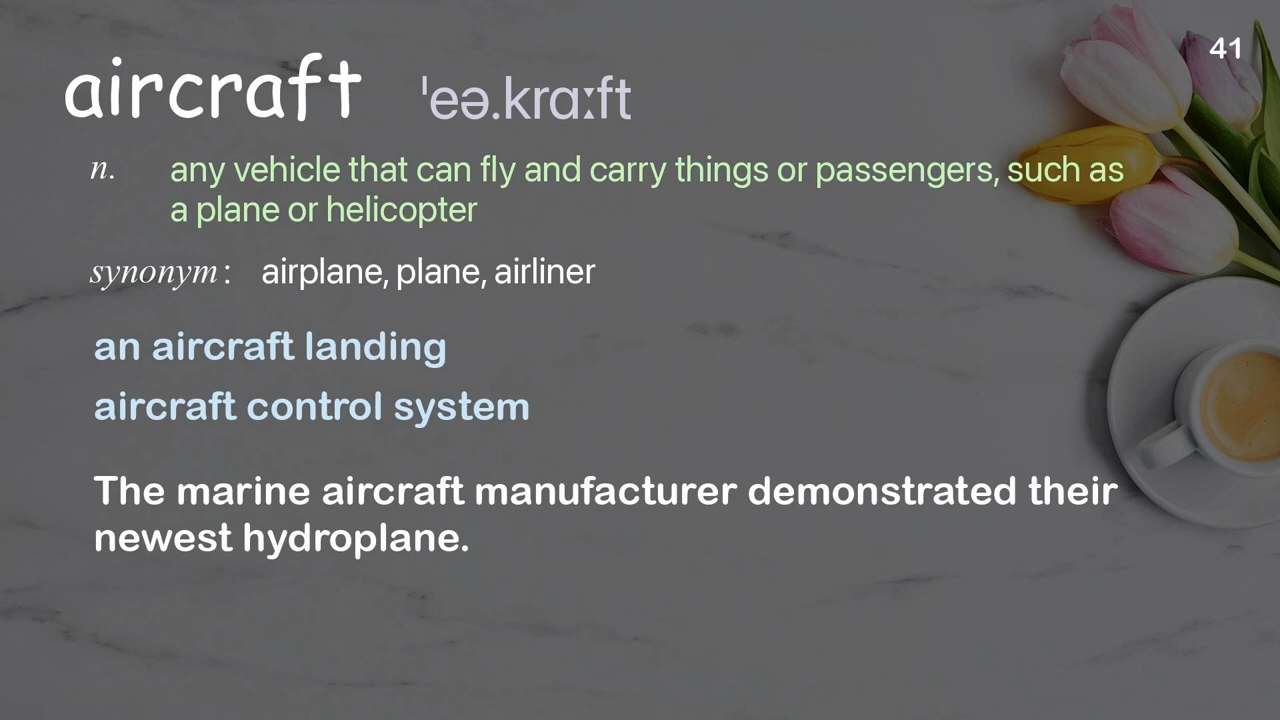 41
aircraft ˈeə.krɑːft
n. any vehicle that can fly and carry things or passengers, such as
a plane or helicopter
synonym: airplane, plane, airliner
an aircraft landing
aircraft control system
The marine aircraft manufacturer demonstrated their
newest hydroplane.